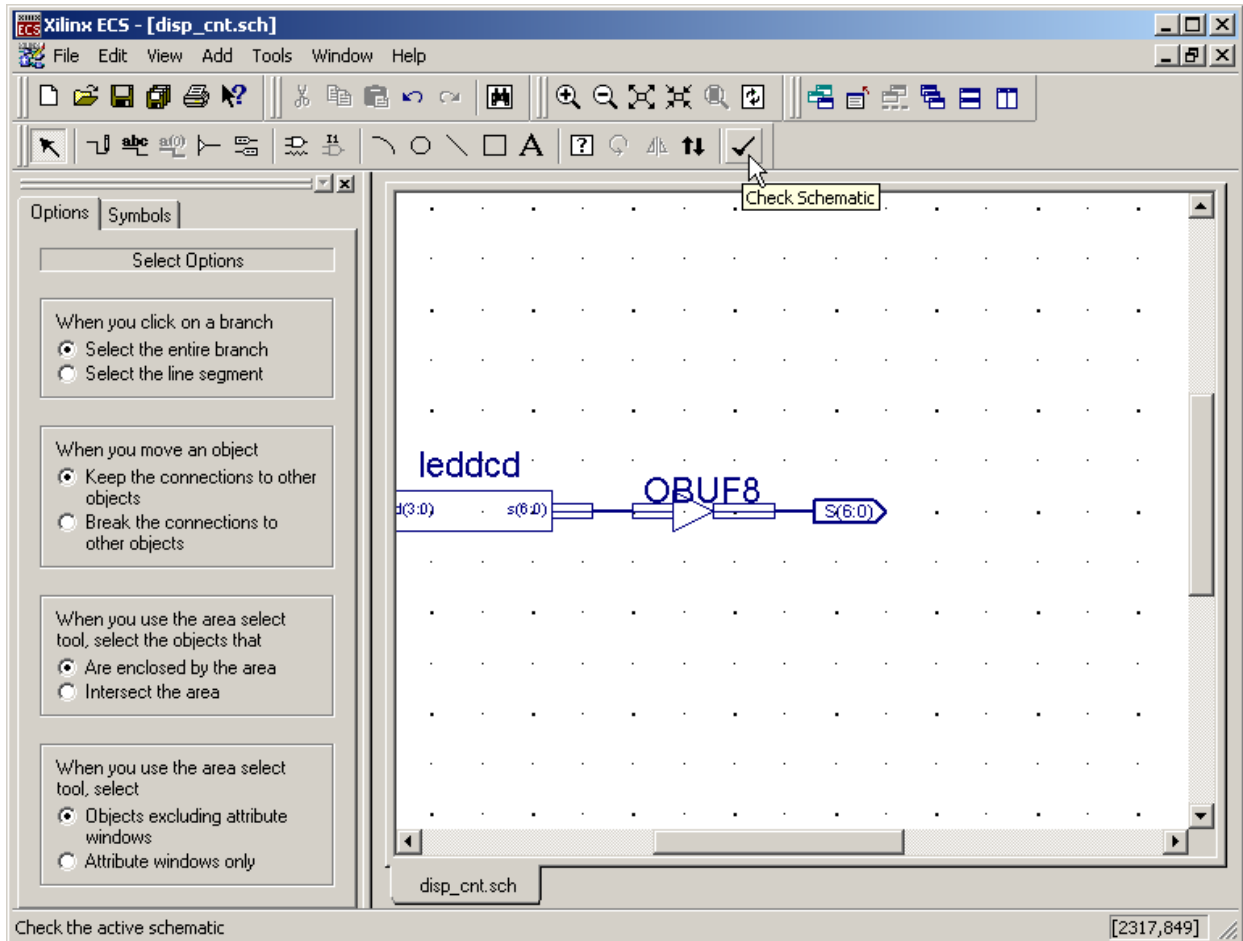 Xilinx ECS - [disp_cnt.sch]
File Edit View Add Tools Window Help
abc
a(0)
I1
A
?
Check Schematic
Options Symbols
Select Options
When you click on a branch
Select the entire branch
Select the line segment
When you move an object
Keep the connections to other
objects
Break the connections to
other objects
When you use the area select
tool, select the objects that
Are enclosed by the area
Intersect the area
When you use the area select
tool, select
Objects excluding attribute
windows
Attribute windows only
leddcd
OBUF8
d(3:0) s(6:0)
S(6:0)
disp_cnt.sch
Check the active schematic
[2317,849]